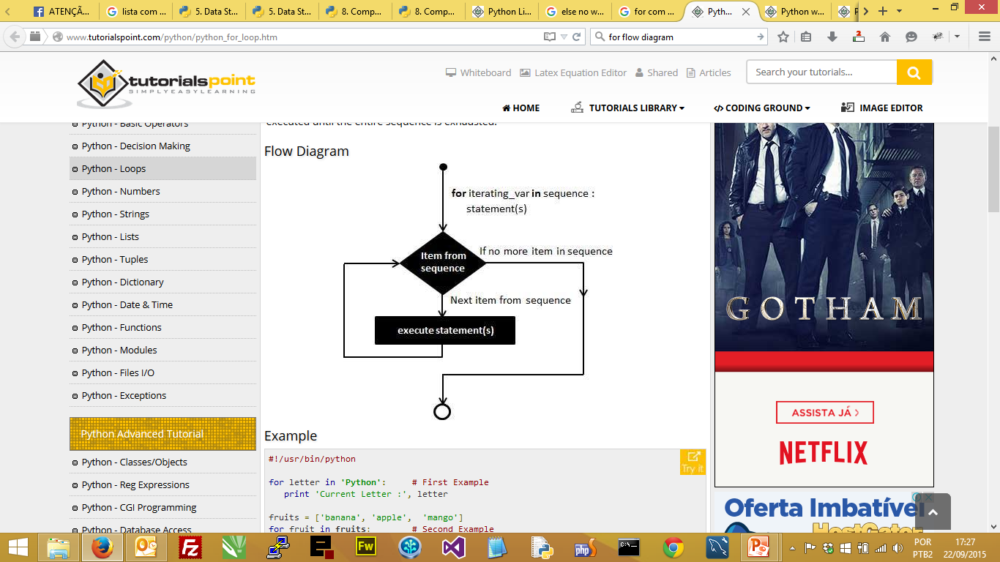 ATENÇÃ...
lista com ...
5. Data St...
5. Data St...
8. Comp...
8. Comp...
Python Li...
else no w...
for com ...
Pyth...
Python w...
www.tutorialspoint.com/python/python_for_loop.htm
for flow diagram
2
tutorialspoint
SIMPLYEASYLEARNING
Whiteboard
Latex Equation Editor
Shared
Articles
Search your tutorials...
HOME
TUTORIALS LIBRARY
</> CODING GROUND
IMAGE EDITOR
Python - Basic Operators
Python - Decision Making
Python - Loops
Python - Numbers
Python - Strings
Python - Lists
Python - Tuples
Python - Dictionary
Python - Date & Time
Python - Functions
Python - Modules
Python - Files I/O
Python - Exceptions
Python Advanced Tutorial
Python - Classes/Objects
Python - Reg Expressions
Python - CGI Programming
Python - Database Access
executed until the entire sequence is exhausted.
Flow Diagram
for iterating_var in sequence :
statement(s)
Item from
sequence
If no more item in sequence
Next item from sequence
execute statement(s)
Example
Try it
#!/usr/bin/python
for letter in 'Python':     # First Example
   print 'Current Letter :', letter
fruits = ['banana', 'apple',  'mango']
for fruit in fruits:        # Second Example
GOTHAM
ASSISTA JÁ >
NETFLIX
Oferta Imbatível
HostGator
Fw
php
C:\_
POR
PTB2
17:27
22/09/2015